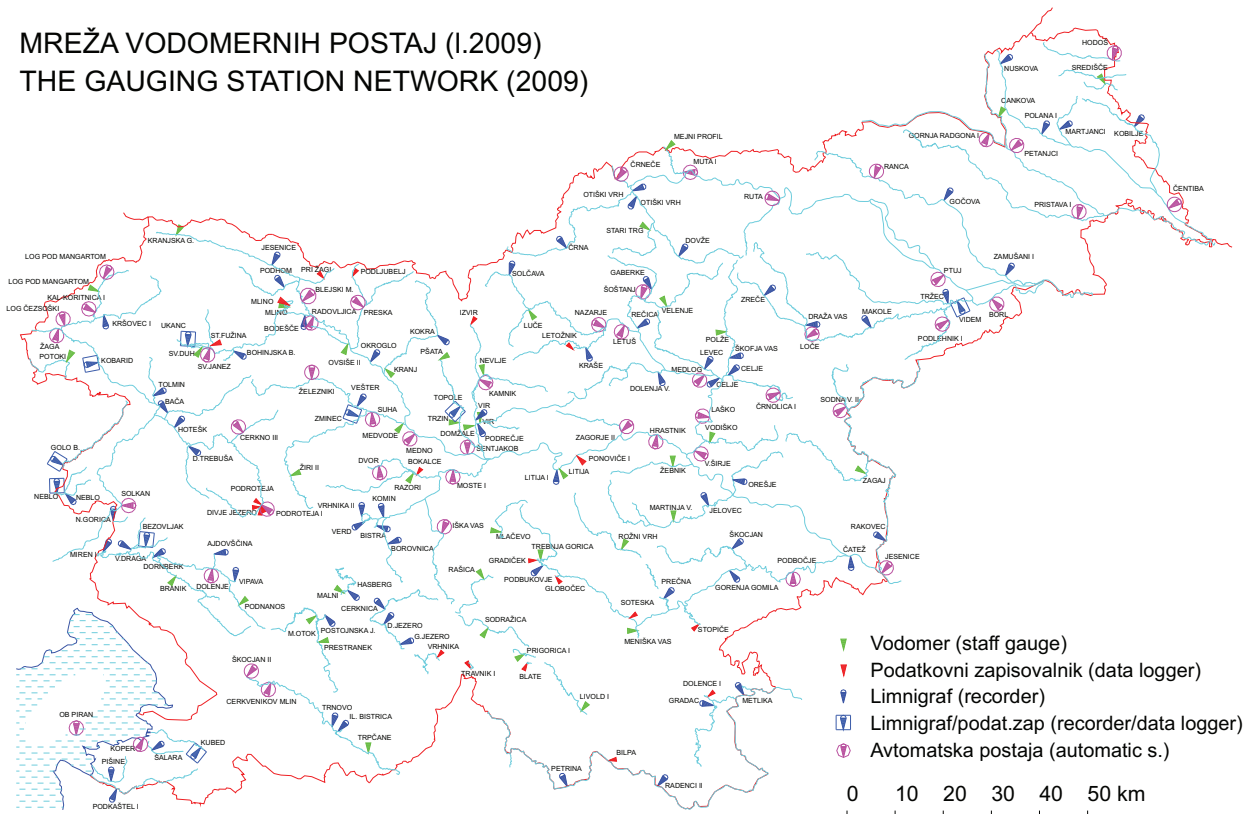 MREŽA VODOMERNIH POSTAJ (l.2009)
THE GAUGING STATION NETWORK (2009)
HODOŠ
NUSKOVA
SREDIŠČE
CANKOVA
POLANA I
MARTJANCI
KOBILJE
GORNJA RADGONA I
PETANJCI
MEJNI PROFIL
ČRNEČE
MUTA I
RANCA
OTIŠKI VRH
OTIŠKI VRH
RUTA
GOČOVA
PRISTAVA I
ČENTIBA
STARI TRG
KRANJSKA G.
ČRNA
DOVŽE
JESENICE
LOG POD MANGARTOM
PODHOM
PRI ŽAGI
PODLJUBELJ
SOLČAVA
GABERKE
ZAMUŠANI I
LOG POD MANGARTOM
BLEJSKI M.
ŠOŠTANJ
PTUJ
KAL-KORITNICA I
MLINO
MLINO
RADOVLJICA
PRESKA
ZREČE
TRŽEC
LOG ČEZSOŠKI
KRŠOVEC I
UKANC
BODEŠČE
IZVIR
LUČE
NAZARJE
REČICA
VELENJE
DRAŽA VAS
MAKOLE
VIDEM
BORL
ŽAGA
ST.FUŽINA
KOKRA
LETOŽNIK
LETUŠ
POLŽE
LOČE
PODLEHNIK I
POTOKI
SV.DUH
SV.JANEZ
BOHINJSKA B.
OVSIŠE II
OKROGLO
PŠATA
KRAŠE
LEVEC
ŠKOFJA VAS
KOBARID
KRANJ
NEVLJE
MEDLOG
CELJE
CELJE
TOLMIN
ŽELEZNIKI
VEŠTER
KAMNIK
DOLENJA V.
BAČA
ZMINEC
SUHA
TOPOLE
VIR
VIR
LAŠKO
ČRNOLICA I
SODNA V. II
HOTEŠK
CERKNO III
MEDVODE
TRZIN
DOMŽALE
PODREČJE
ZAGORJE II
HRASTNIK
VODIŠKO
GOLO B.
D.TREBUŠA
MEDNO
ŠENTJAKOB
PONOVIČE I
V.ŠIRJE
ŽIRI II
DVOR
BOKALCE
LITIJA I
LITIJA
ŽEBNIK
ZAGAJ
NEBLO
NEBLO
SOLKAN
PODROTEJA
RAZORI
MOSTE I
OREŠJE
N.GORICA
DIVJE JEZERO
PODROTEJA I
VRHNIKA II
KOMIN
MARTINJA V.
JELOVEC
BEZOVLJAK
VERD
BISTRA
IŠKA VAS
MLAČEVO
RAKOVEC
MIREN I
V.DRAGA
AJDOVŠČINA
BOROVNICA
TREBNJA GORICA
ROŽNI VRH
ŠKOCJAN
DORNBERK
GRADIČEK
PODBOČJE
ČATEŽ
JESENICE
BRANIK
DOLENJE
VIPAVA
HASBERG
RAŠICA
PODBUKOVJE
GLOBOČEC
PREČNA
GORENJA GOMILA
PODNANOS
MALNI
CERKNICA
SOTESKA
M.OTOK
POSTOJNSKA J.
D.JEZERO
SODRAŽICA
STOPIČE
PRESTRANEK
G.JEZERO
MENIŠKA VAS
ŠKOCJAN II
VRHNIKA
PRIGORICA I
TRAVNIK I
BLATE
CERKVENIKOV MLIN
DOLENCE I
TRNOVO
LIVOLD I
GRADAC
METLIKA
OB PIRAN
IL. BISTRICA
KOPER
KUBED
TRPČANE
ŠALARA
BILPA
PIŠINE
PETRINA
RADENCI II
PODKAŠTEL I
Vodomer (staff gauge)
Podatkovni zapisovalnik (data logger)
Limnigraf (recorder)
Limnigraf/podat.zap (recorder/data logger)
Avtomatska postaja (automatic s.)
0 10 20 30 40 50 km